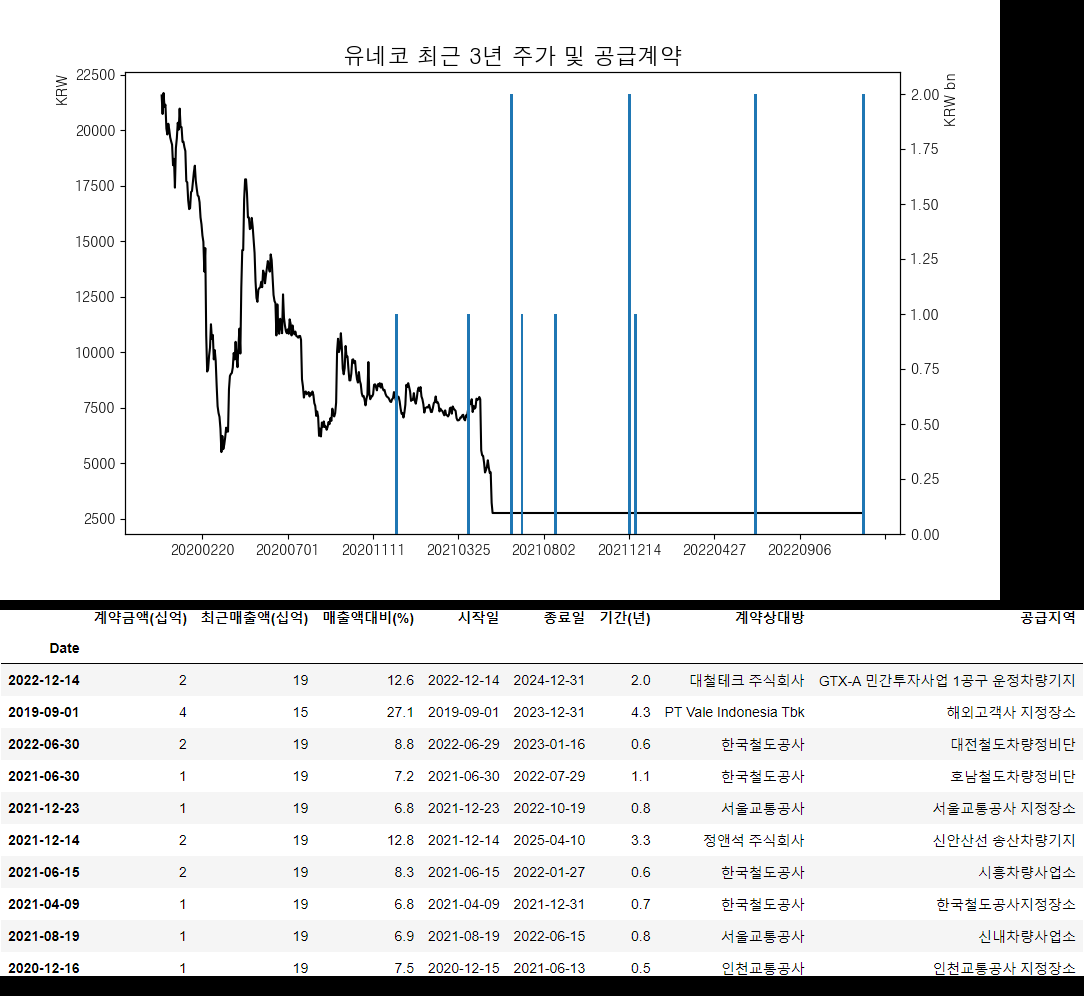 유네코 최근 3년 주가 및 공급계약
KRW
KRW bn
22500
20000
17500
15000
12500
10000
7500
5000
2500
2.00
1.75
1.50
1.25
1.00
0.75
0.50
0.25
0.00
20200220 20200701 20201111 20210325 20210802 20211214 20220427 20220906
계약금액(십억) 최근매출액(십억) 매출액대비(%) 시작일 종료일 기간(년) 계약상대방 공급지역
Date
2022-12-14 2 19 12.6 2022-12-14 2024-12-31 2.0 대철테크 주식회사 GTX-A 민간투자사업 1공구 운정차량기지
2019-09-01 4 15 27.1 2019-09-01 2023-12-31 4.3 PT Vale Indonesia Tbk 해외고객사 지정장소
2022-06-30 2 19 8.8 2022-06-29 2023-01-16 0.6 한국철도공사 대전철도차량정비단
2021-06-30 1 19 7.2 2021-06-30 2022-07-29 1.1 한국철도공사 호남철도차량정비단
2021-12-23 1 19 6.8 2021-12-23 2022-10-19 0.8 서울교통공사 서울교통공사 지정장소
2021-12-14 2 19 12.8 2021-12-14 2025-04-10 3.3 정앤석 주식회사 신안산선 송산차량기지
2021-06-15 2 19 8.3 2021-06-15 2022-01-27 0.6 한국철도공사 시흥차량사업소
2021-04-09 1 19 6.8 2021-04-09 2021-12-31 0.7 한국철도공사 한국철도공사지정장소
2021-08-19 1 19 6.9 2021-08-19 2022-06-15 0.8 서울교통공사 신내차량사업소
2020-12-16 1 19 7.5 2020-12-15 2021-06-13 0.5 인천교통공사 인천교통공사 지정장소